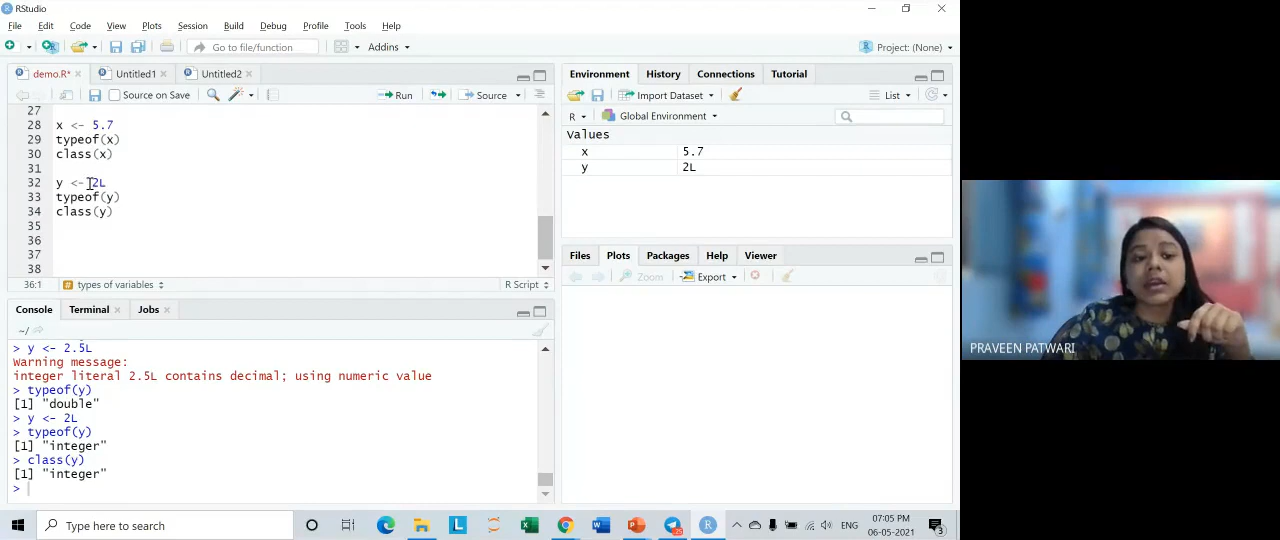 RStudio
File Edit Code View Plots Session Build Debug Profile Tools Help
Go to file/function Addins Project: (None)
demo.R* Untitled1 Untitled2
Source on Save Run Source
27
28 x <- 5.7
29 typeof(x)
30 class(x)
31
32 y <- 2L
33 typeof(y)
34 class(y)
35
36
37
38
36:1 types of variables R Script
Console Terminal Jobs
~/
> y <- 2.5L
Warning message:
integer literal 2.5L contains decimal; using numeric value
> typeof(y)
[1] "double"
> y <- 2L
> typeof(y)
[1] "integer"
> class(y)
[1] "integer"
>
Environment History Connections Tutorial
Import Dataset List
R Global Environment
Values
x 5.7
y 2L
Files Plots Packages Help Viewer
Zoom Export
PRAVEEN PATWARI
Type here to search
ENG
07:05 PM
06-05-2021
3